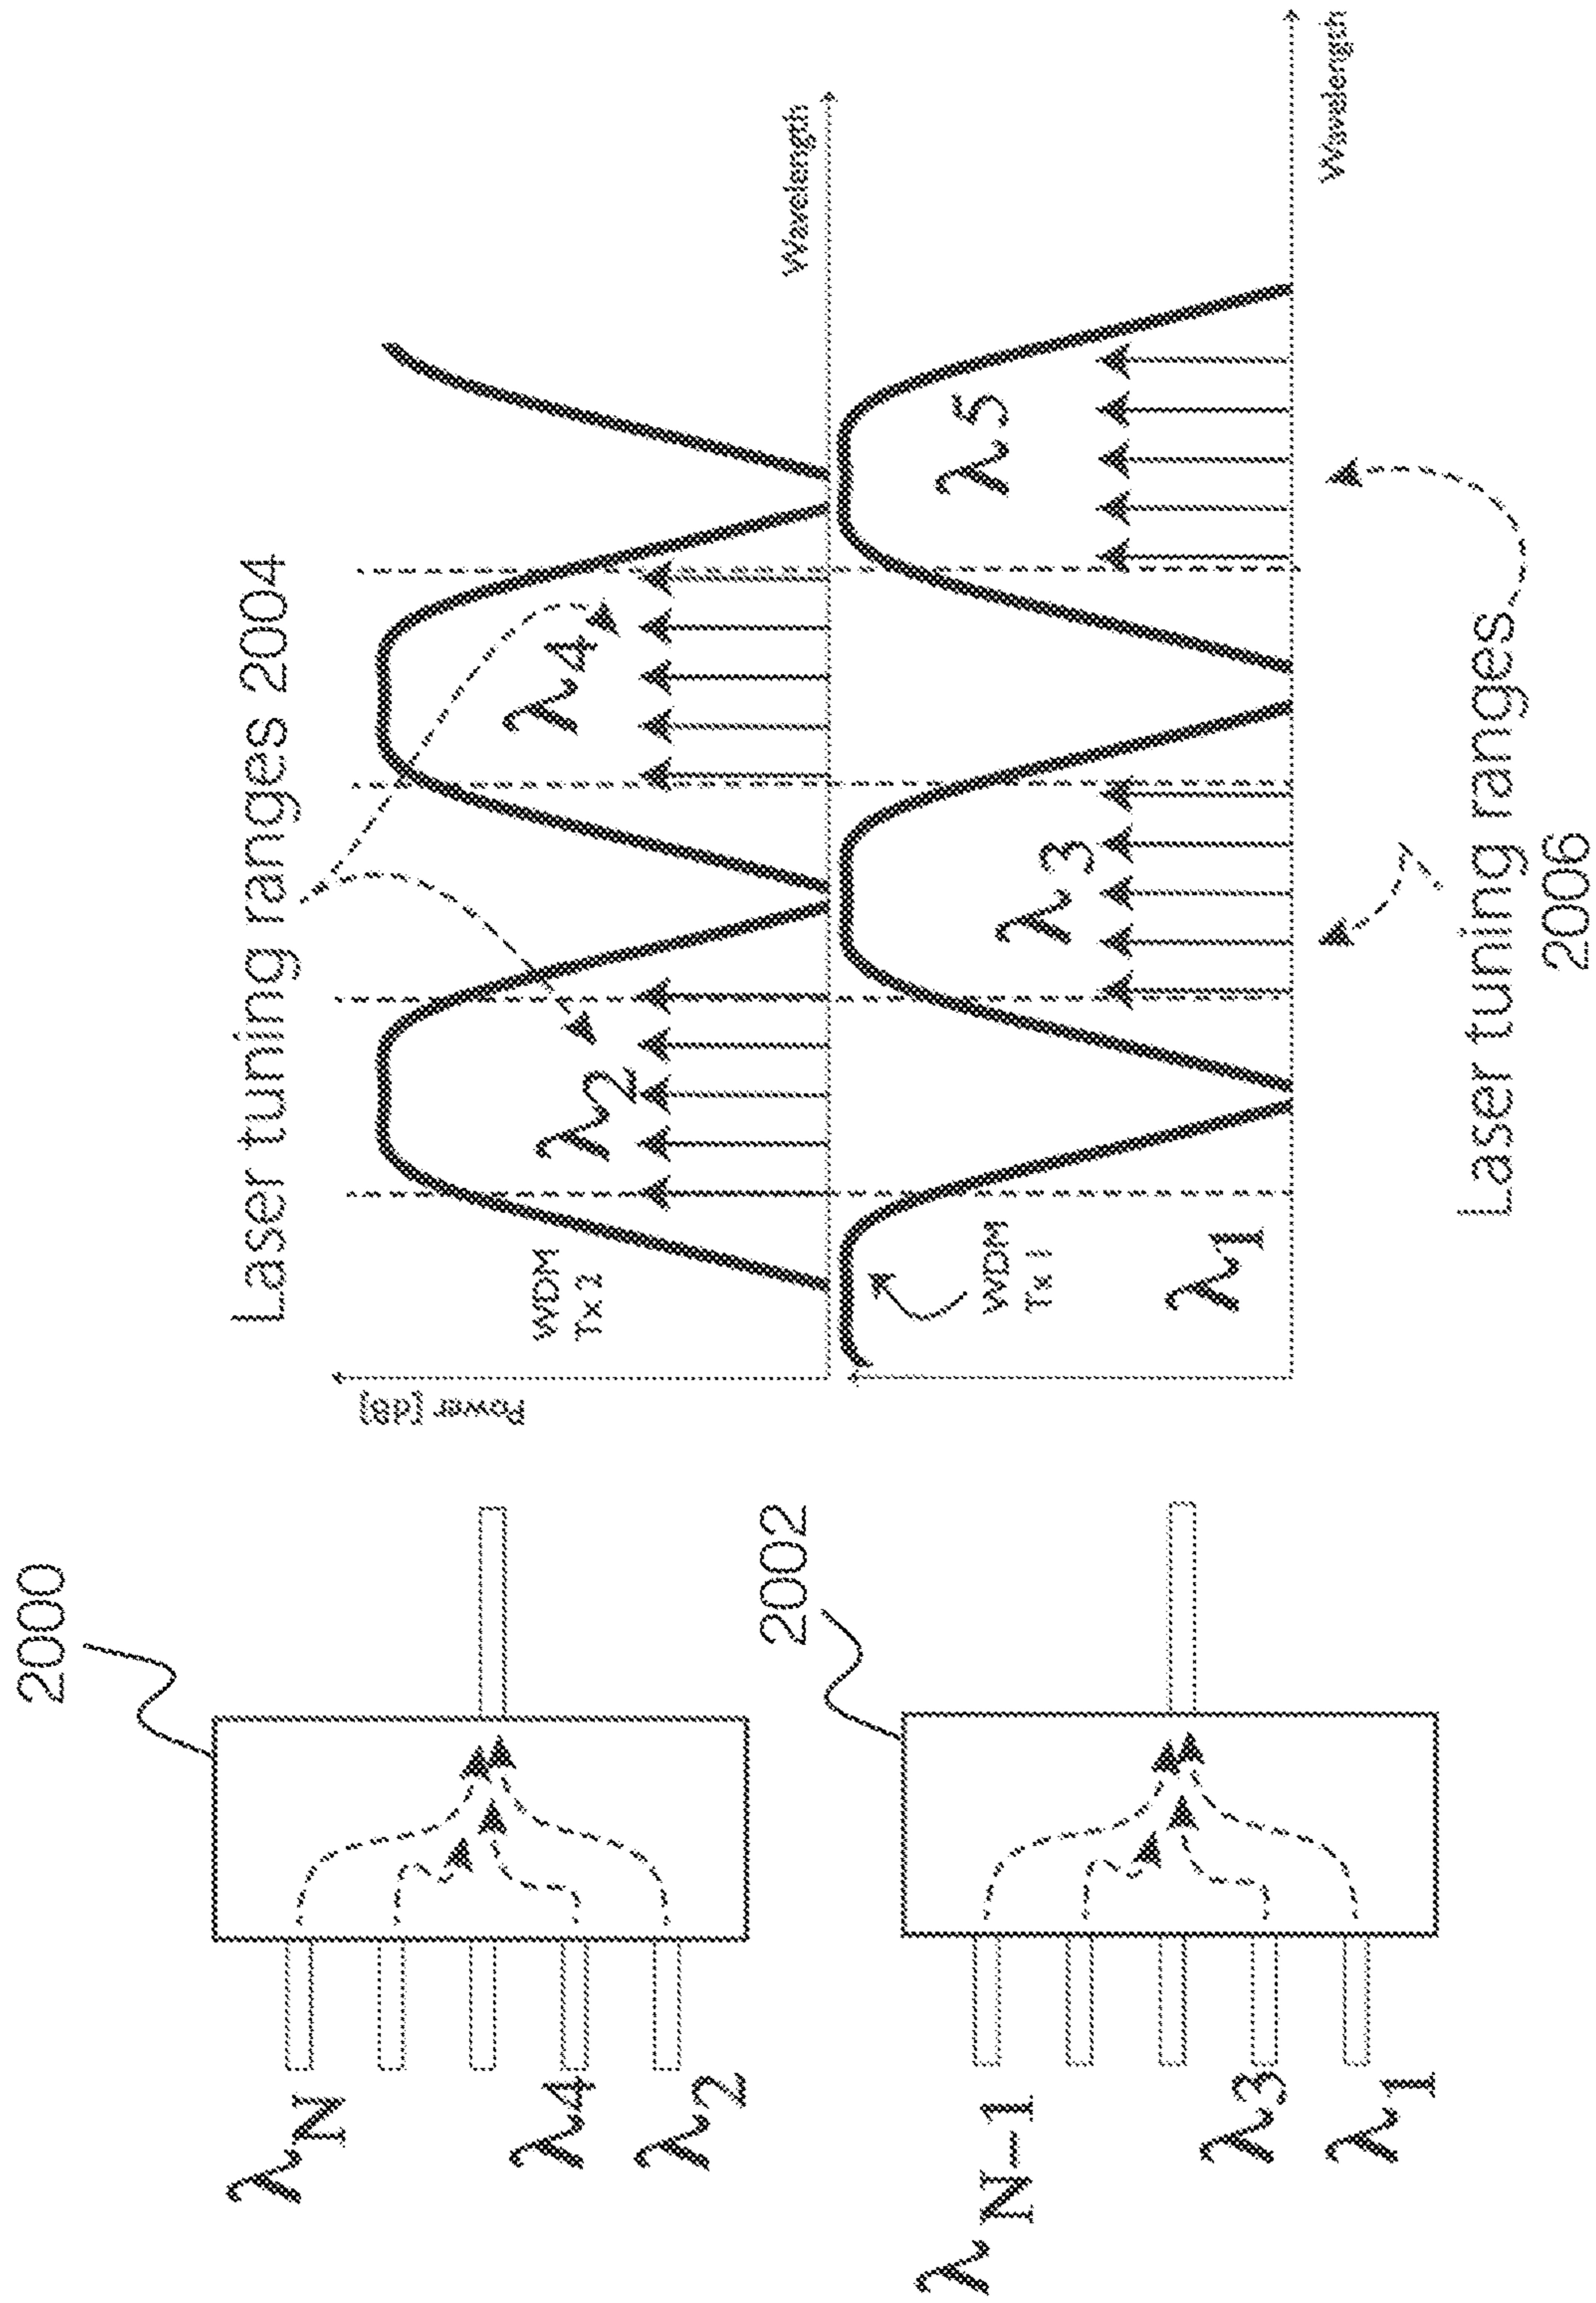 2000
λN
λ4
λ2
2002
λN-1
λ3
λ1
Laser tuning ranges 2004
Power [dB]
WDM
Tx 2
λ2
λ4
Wavelength
WDM
Tx 1
λ1
λ3
λ5
Wavelength
Laser tuning ranges
2006